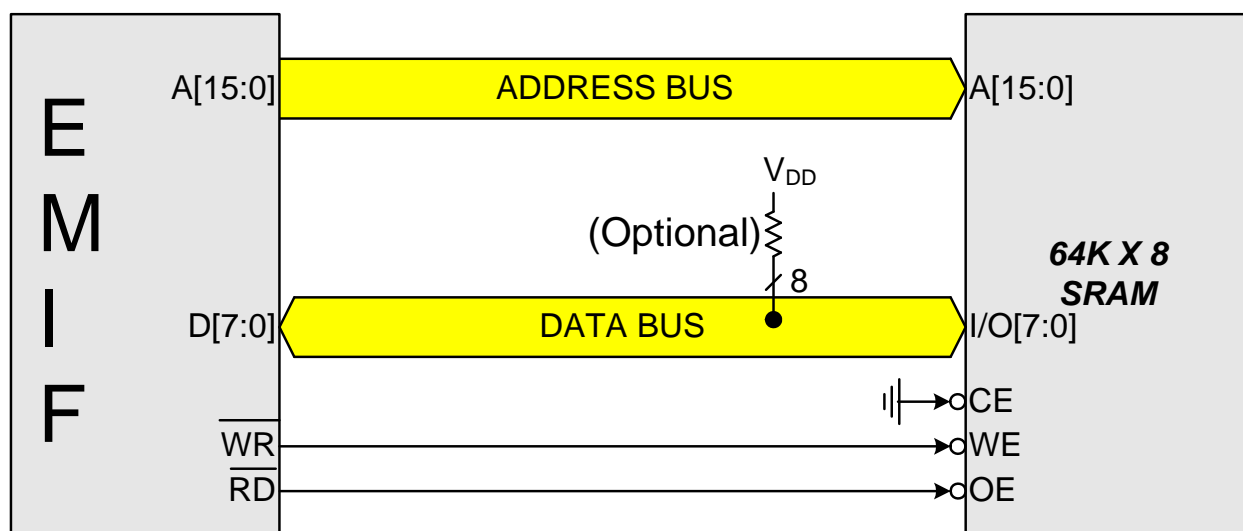 EMIF
A[15:0]
ADDRESS BUS
A[15:0]
VDD
(Optional)
8
64K X 8
SRAM
D[7:0]
DATA BUS
I/O[7:0]
CE
WR
WE
RD
OE